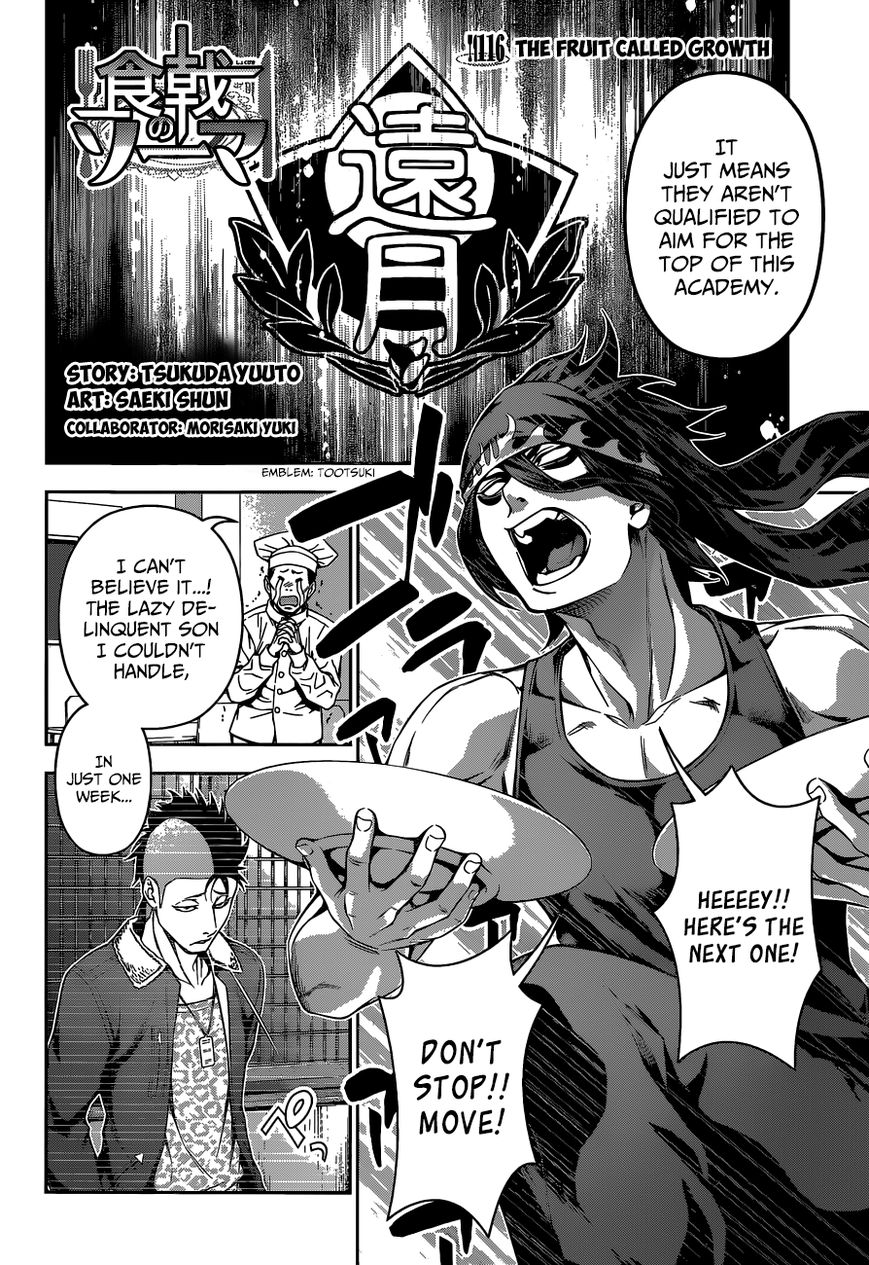 #116 THE FRUIT CALLED GROWTH
食戟の
ソーマ
遠月
IT
JUST MEANS
THEY AREN'T
QUALIFIED TO
AIM FOR THE
TOP OF THIS
ACADEMY.
STORY: TSUKUDA YUUTO
ART: SAEKI SHUN
COLLABORATOR: MORISAKI YUKI
EMBLEM: TOOTSUKI
I CAN'T
BELIEVE IT...!
THE LAZY DE-
LINQUENT SON
I COULDN'T
HANDLE,
IN
JUST ONE
WEEK...
HEEEEY!!
HERE'S THE
NEXT ONE!
DON'T
STOP!!
MOVE!
ペこ